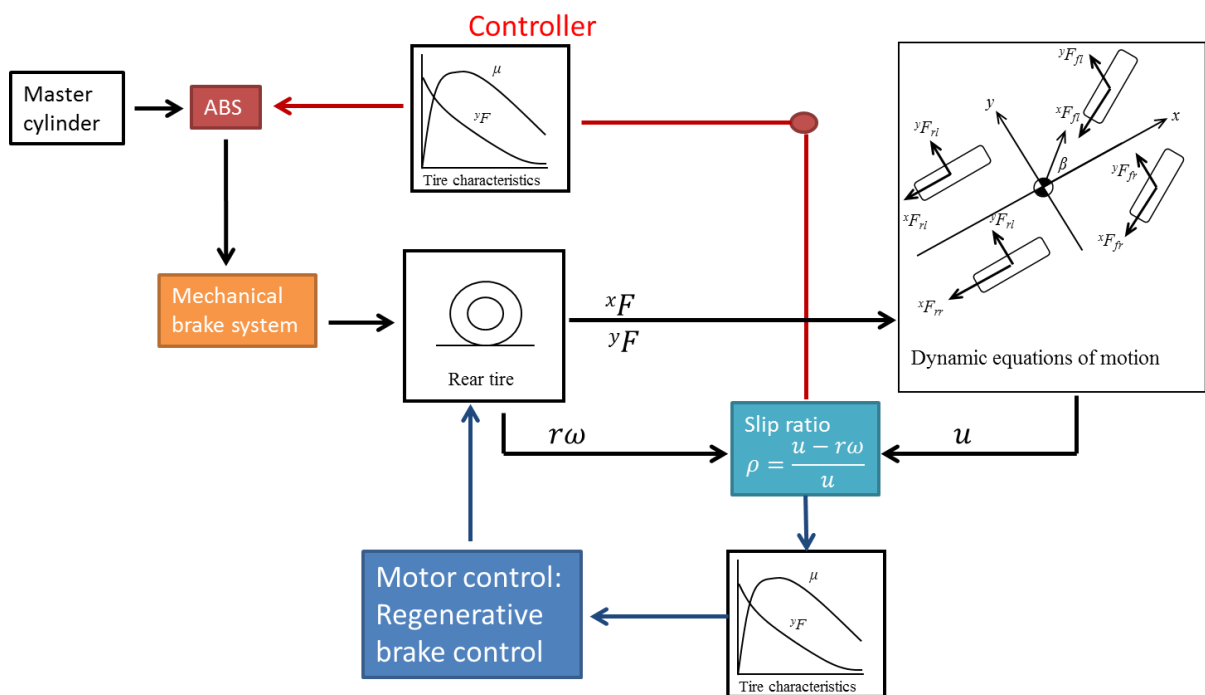 Controller
Master
cylinder
ABS
μ
yF
Tire characteristics
yFfl
xFfl
y
x
yFrl
β
yFfr
xFrl
yFrl
xFfr
xFrr
Dynamic equations of motion
Mechanical
brake system
Rear tire
xF
yF
rω
Slip ratio
ρ = (u − rω)/u
u
Motor control:
Regenerative
brake control
μ
yF
Tire characteristics